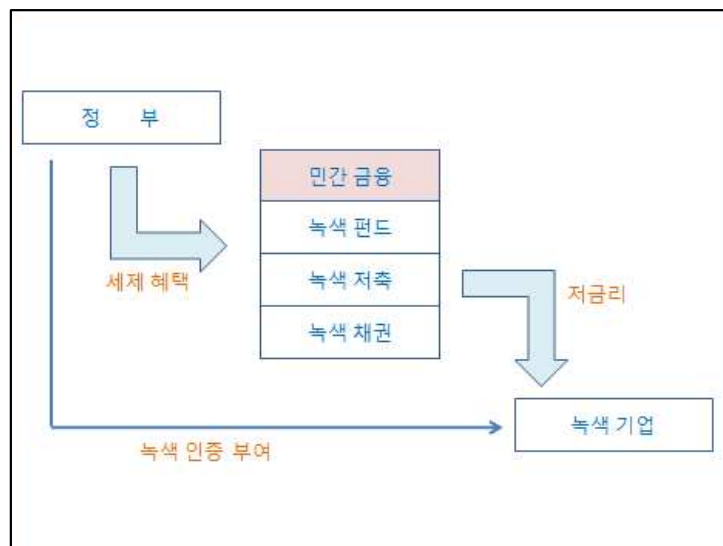 정 부
민간 금융
녹색 펀드
세제 혜택
녹색 저축
저금리
녹색 채권
녹색 기업
녹색 인증 부여